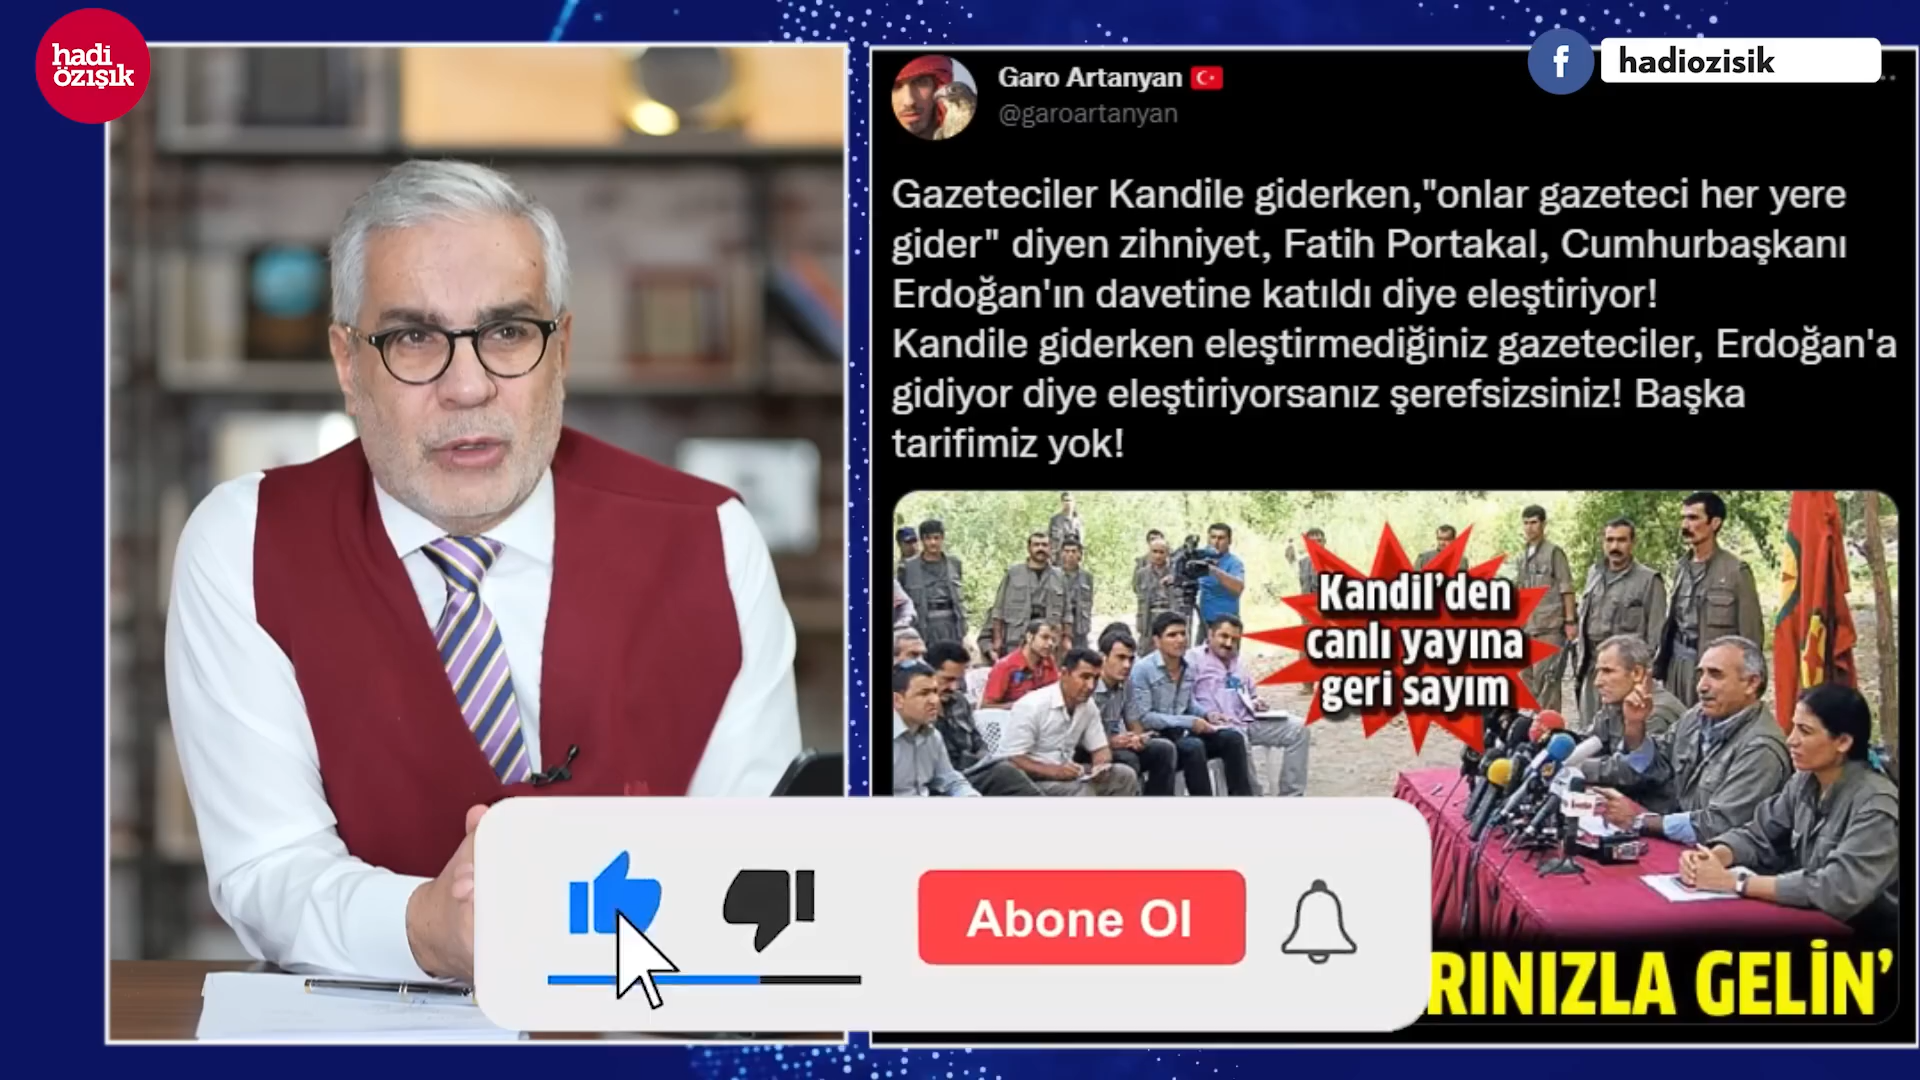 hadi
özışık
hadiozisik
Garo Artanyan
@garoartanyan
Gazeteciler Kandile giderken,"onlar gazeteci her yere
gider" diyen zihniyet, Fatih Portakal, Cumhurbaşkanı
Erdoğan'ın davetine katıldı diye eleştiriyor!
Kandile giderken eleştirmediğiniz gazeteciler, Erdoğan'a
gidiyor diye eleştiriyorsanız şerefsizsiniz! Başka
tarifimiz yok!
Kandil'den
canlı yayına
geri sayım
RINIZLA GELİN'
Abone Ol